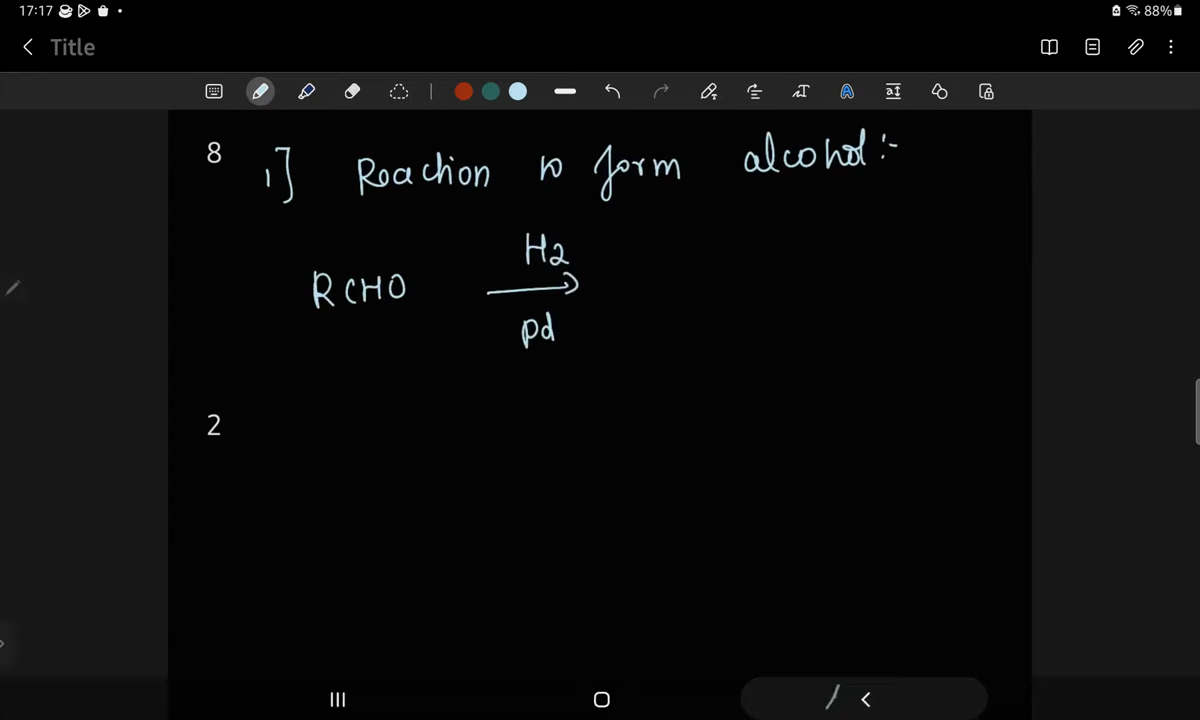 17:17
88%
Title
8
1] Reaction to form alcohol :-
H2
RCHO
pd
2